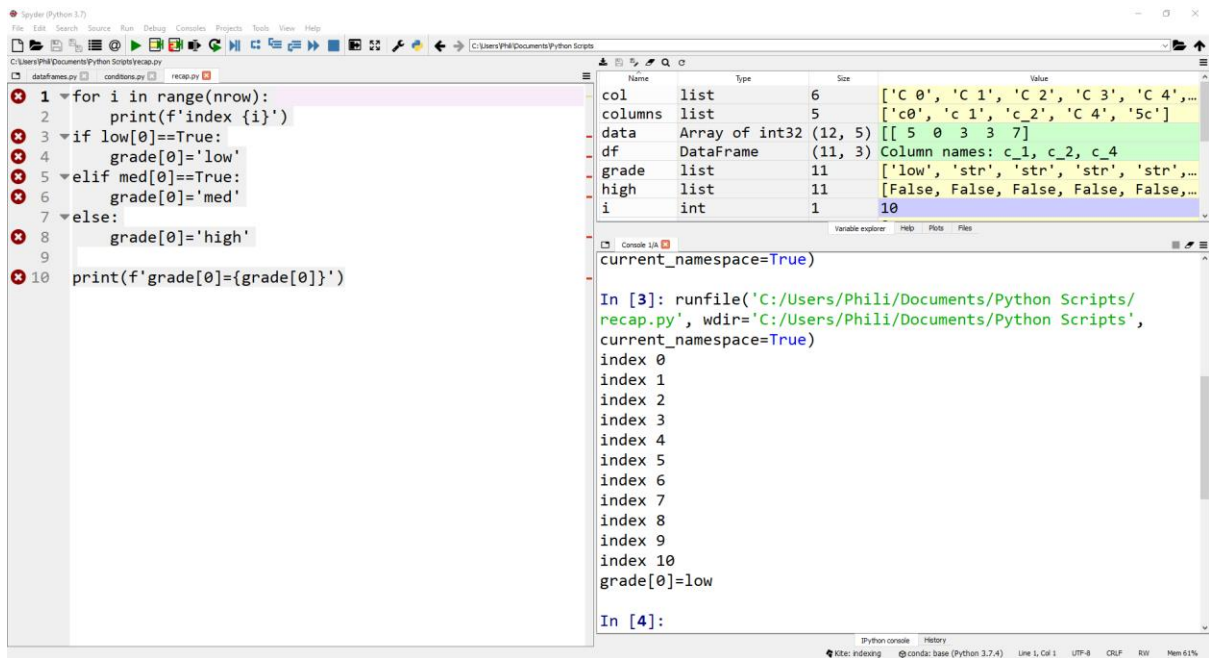 Spyder (Python 3.7)
File Edit Search Source Run Debug Consoles Projects Tools View Help
C:\Users\Phili\Documents\Python Scripts
C:\Users\Phili\Documents\Python Scripts\recap.py
dataframes.py conditions.py recap.py
1 for i in range(nrow):
2 print(f'index {i}')
3 if low[0]==True:
4 grade[0]='low'
5 elif med[0]==True:
6 grade[0]='med'
7 else:
8 grade[0]='high'
9
10 print(f'grade[0]={grade[0]}')
Name Type Size Value
col list 6 ['C 0', 'C 1', 'C 2', 'C 3', 'C 4',…
columns list 5 ['c0', 'c 1', 'c_2', 'C 4', '5c']
data Array of int32 (12, 5) [[ 5 0 3 3 7]
df DataFrame (11, 3) Column names: c_1, c_2, c_4
grade list 11 ['low', 'str', 'str', 'str', 'str',…
high list 11 [False, False, False, False, False,…
i int 1 10
Variable explorer Help Plots Files
Console 1/A
current_namespace=True)
In [3]: runfile('C:/Users/Phili/Documents/Python Scripts/
recap.py', wdir='C:/Users/Phili/Documents/Python Scripts',
current_namespace=True)
index 0
index 1
index 2
index 3
index 4
index 5
index 6
index 7
index 8
index 9
index 10
grade[0]=low
In [4]:
IPython console History
Kite: indexing conda: base (Python 3.7.4) Line 1, Col 1 UTF-8 CRLF RW Mem 61%